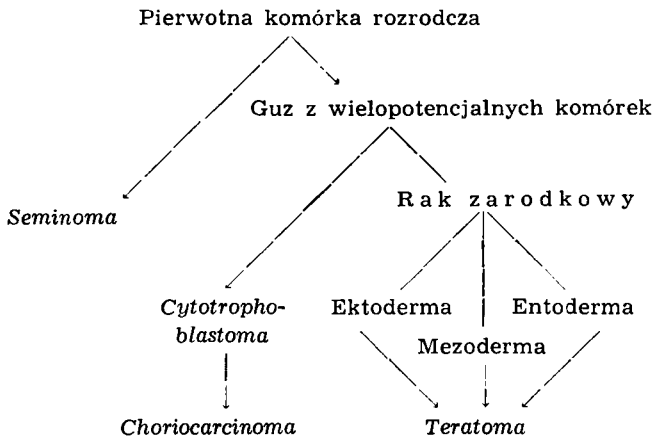 Pierwotna komórka rozrodcza
Guz z wielopotencjalnych komórek
Rak zarodkowy
Seminoma
Cytotropho-
blastoma
Ektoderma
Entoderma
Mezoderma
Choriocarcinoma
Teratoma